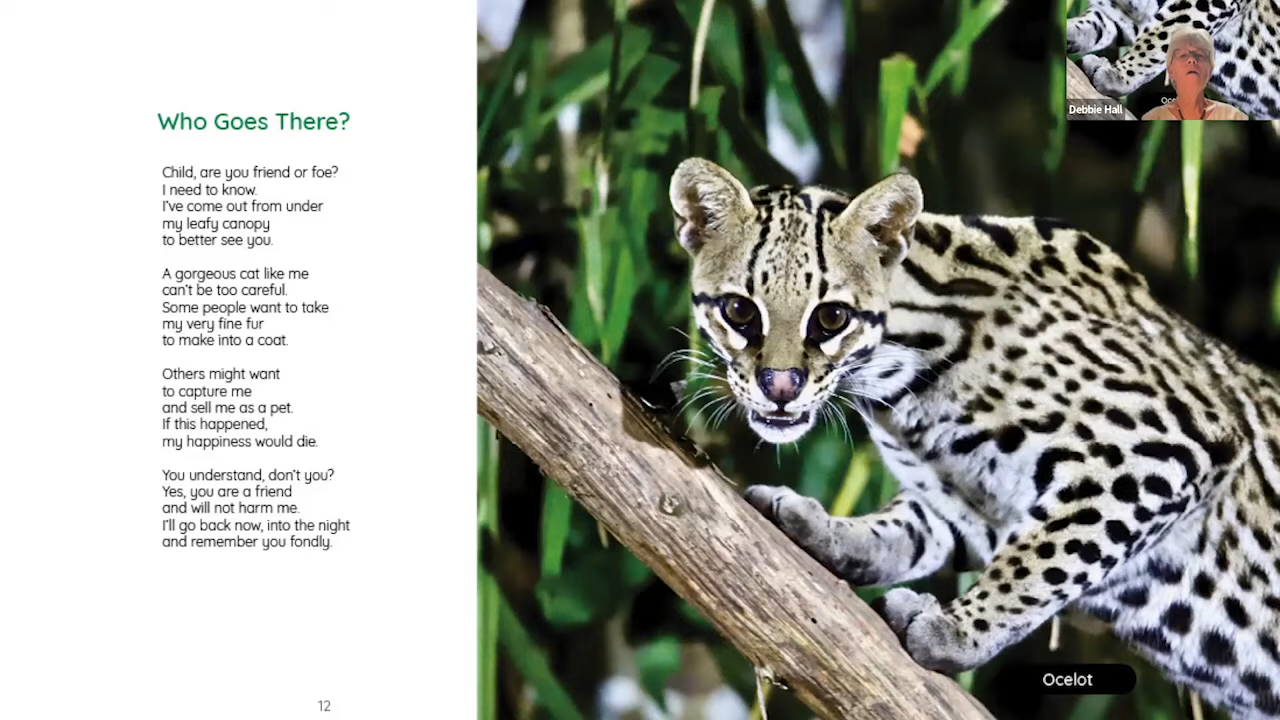 Who Goes There?
Child, are you friend or foe?
I need to know.
I've come out from under
my leafy canopy
to better see you.
A gorgeous cat like me
can't be too careful.
Some people want to take
my very fine fur
to make into a coat.
Others might want
to capture me
and sell me as a pet.
If this happened,
my happiness would die.
You understand, don't you?
Yes, you are a friend
and will not harm me.
I'll go back now, into the night
and remember you fondly.
12
Debbie Hall
Ocelot